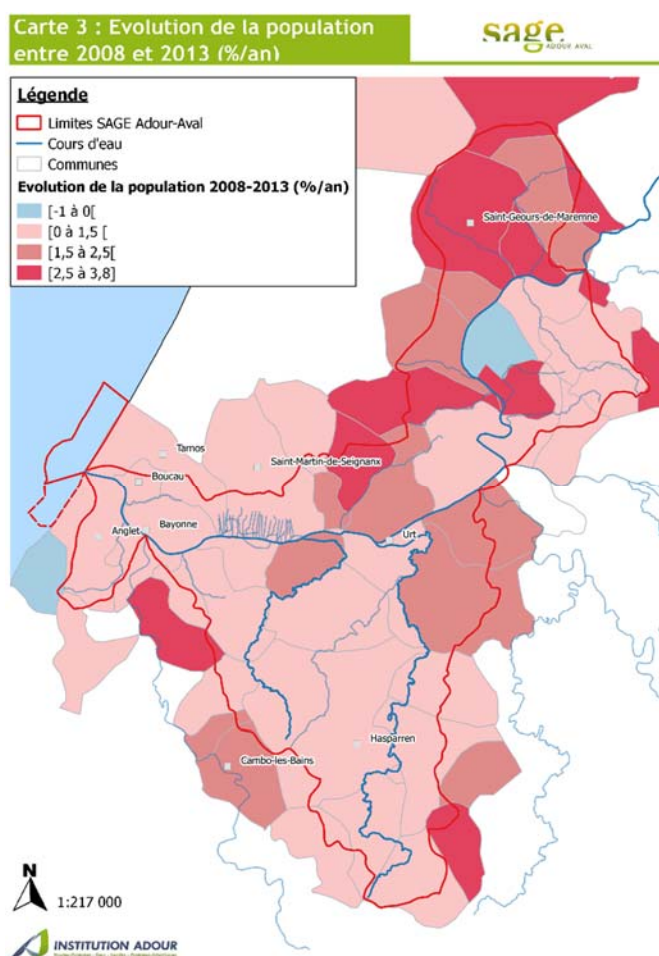 Carte 3 : Evolution de la population
entre 2008 et 2013 (%/an)
sage
ADOUR AVAL
Légende
Limites SAGE Adour-Aval
Cours d'eau
Communes
Evolution de la population 2008-2013 (%/an)
[-1 à 0[
[0 à 1,5 [
[1,5 à 2,5[
[2,5 à 3,8]
Saint-Geours-de-Maremne
Tarnos
Saint-Martin-de-Seignanx
Boucau
Anglet
Bayonne
Urt
Hasparren
Cambo-les-Bains
N
1:217 000
INSTITUTION ADOUR